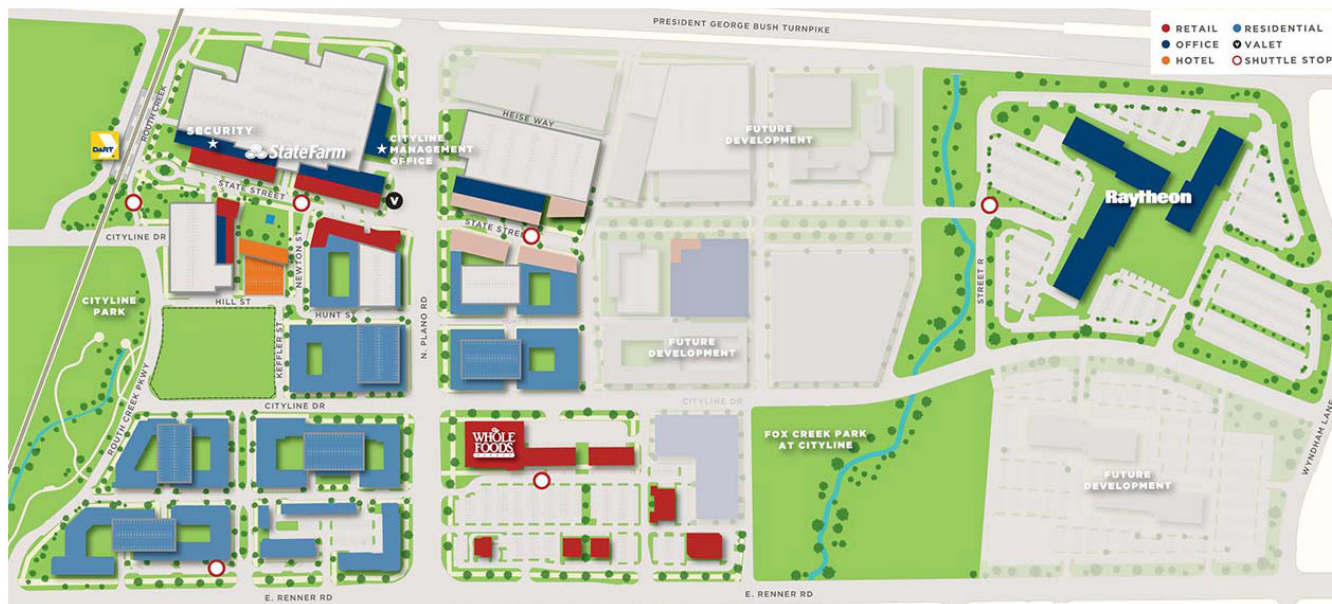 PRESIDENT GEORGE BUSH TURNPIKE
RETAIL
RESIDENTIAL
OFFICE
V VALET
HOTEL
SHUTTLE STOP
ROUTH CREEK
DART
SECURITY
StateFarm
CITYLINE
MANAGEMENT
OFFICE
HEISE WAY
FUTURE
DEVELOPMENT
Raytheon
STATE STREET
V
STATE STREET
CITYLINE DR
NEWTON ST
STREET R
HILL ST
HUNT ST
N. PLANO RD
CITYLINE
PARK
KEFFLER ST
FUTURE
DEVELOPMENT
ROUTH CREEK PKWY
CITYLINE DR
CITYLINE DR
WHOLE
FOODS
MARKET
FOX CREEK PARK
AT CITYLINE
WYNDHAM LANE
FUTURE
DEVELOPMENT
E. RENNER RD
E. RENNER RD